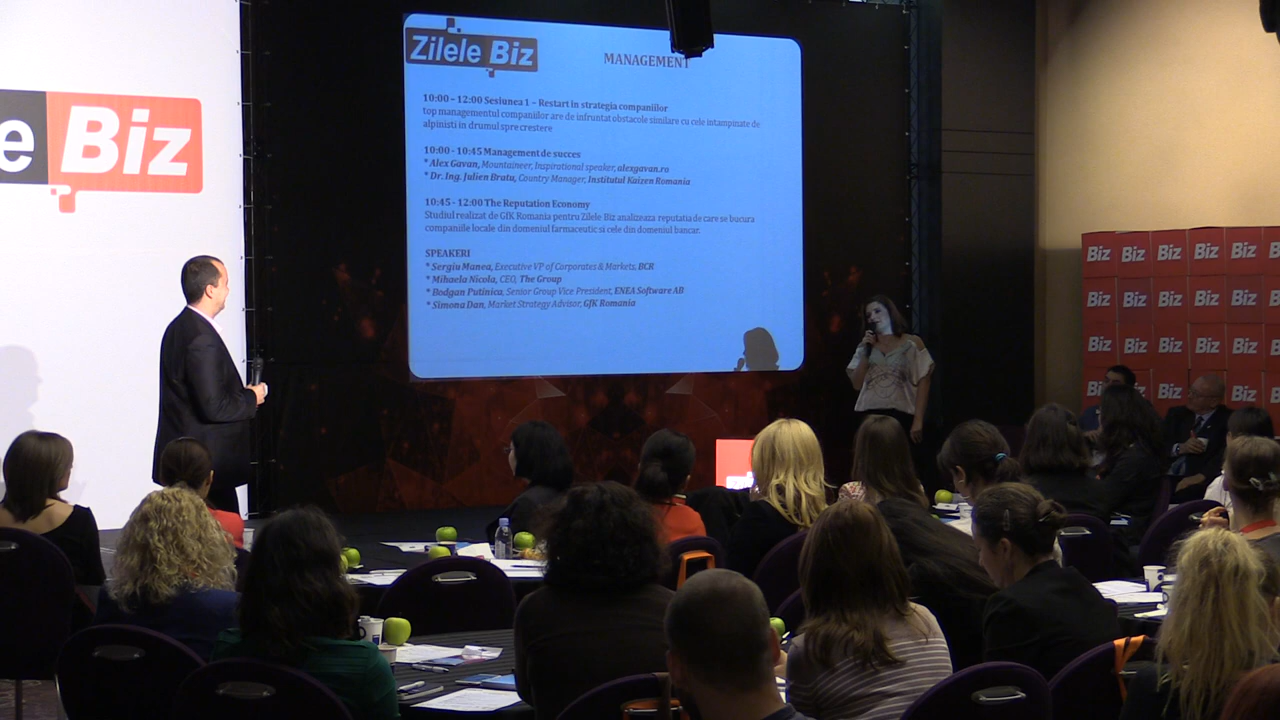 Zilele Biz
MANAGEMENT
10:00 – 12:00 Sesiunea 1 – Restart in strategia companiilor
top managementul companiilor are de infruntat obstacole similare cu cele intampinate de
alpinisti in drumul spre crestere
10:00 - 10:45 Management de succes
* Alex Gavan, Mountaineer, Inspirational speaker, alexgavan.ro
* Dr. Ing. Julien Bratu, Country Manager, Institutul Kaizen Romania
10:45 - 12:00 The Reputation Economy
Studiul realizat de GfK Romania pentru Zilele Biz analizeaza reputatia de care se bucura
companiile locale din domeniul farmaceutic si cele din domeniul bancar.
SPEAKERI
* Sergiu Manea, Executive VP of Corporates & Markets, BCR
* Mihaela Nicola, CEO, The Group
* Bodgan Putinica, Senior Group Vice President, ENEA Software AB
* Simona Dan, Market Strategy Advisor, GfK Romania
e Biz
Biz Biz Biz Biz Biz Biz
Biz Biz Biz Biz Biz Biz
Biz Biz Biz Biz Biz Biz
Biz Biz Biz Biz